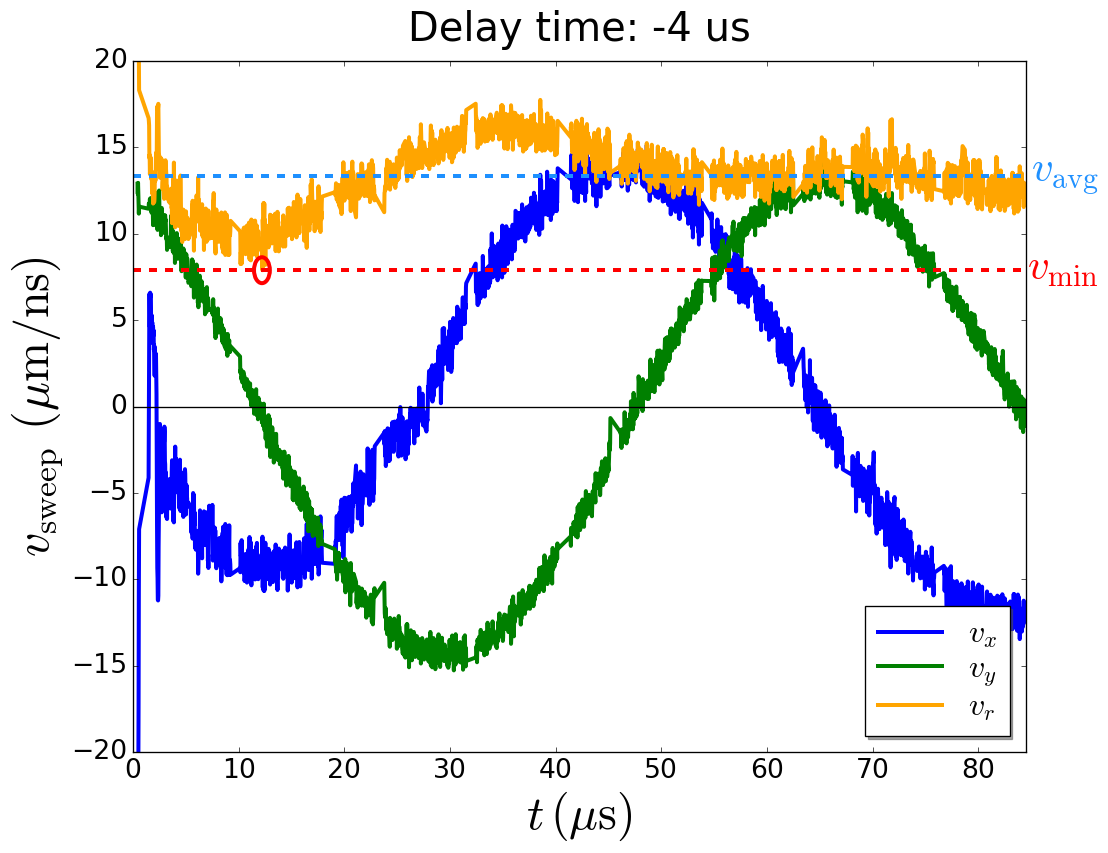 Delay time: -4 us
v_sweep (μm/ns)
20
15
10
5
0
−5
−10
−15
−20
v_avg
v_min
v_x
v_y
v_r
0 10 20 30 40 50 60 70 80
t (μs)